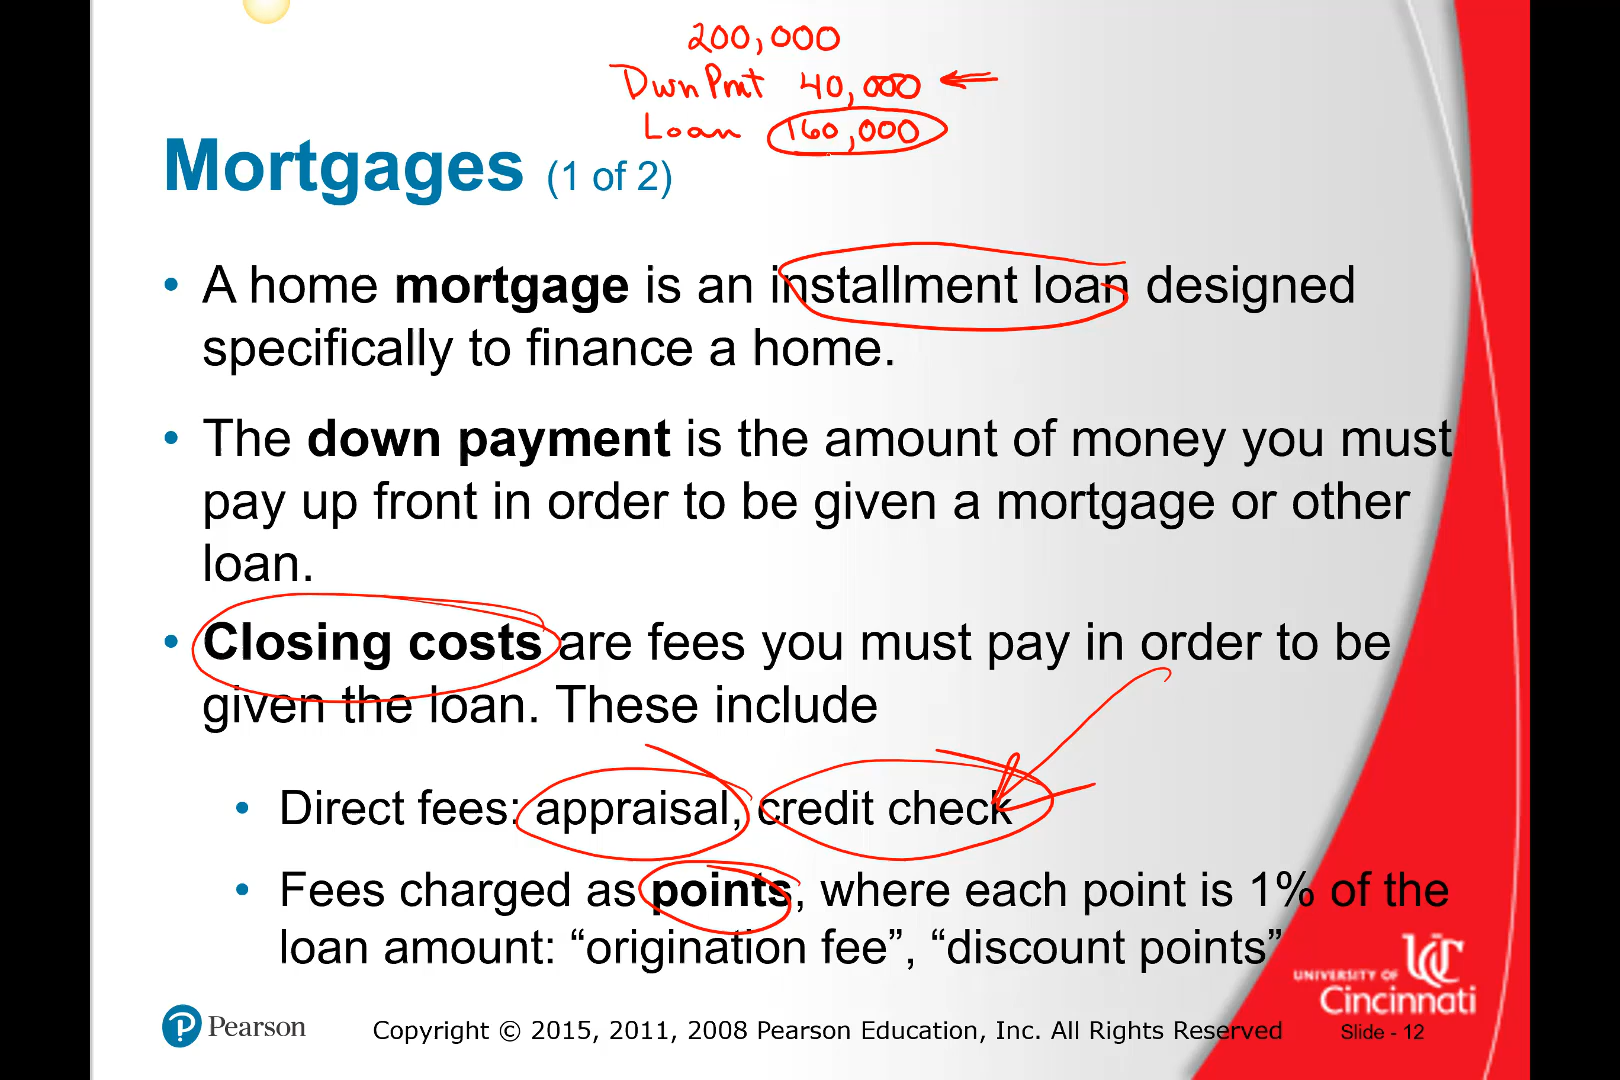 200,000
Dwn Pmt 40,000
Loan 160,000
Mortgages (1 of 2)
• A home mortgage is an installment loan designed
specifically to finance a home.
• The down payment is the amount of money you must
pay up front in order to be given a mortgage or other
loan.
• Closing costs are fees you must pay in order to be
given the loan. These include
• Direct fees: appraisal, credit check
• Fees charged as points, where each point is 1% of the
loan amount: “origination fee”, “discount points”
UC
UNIVERSITY OF
Cincinnati
P Pearson
Copyright © 2015, 2011, 2008 Pearson Education, Inc. All Rights Reserved
Slide - 12